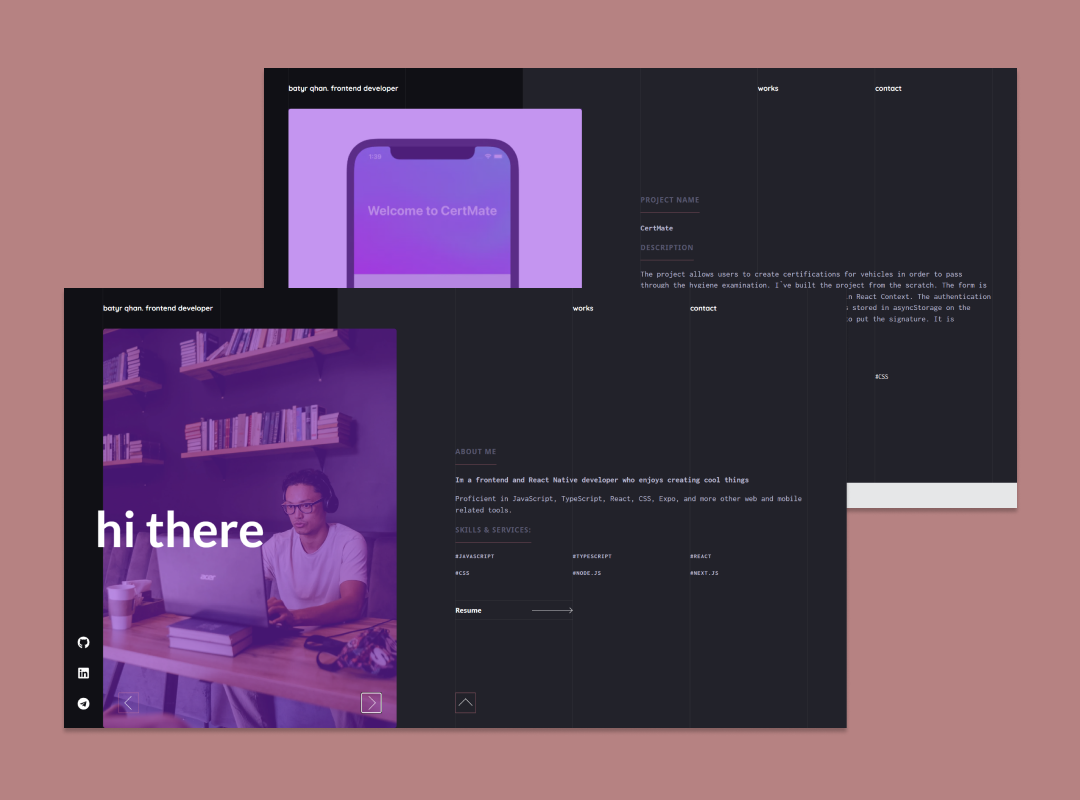 batyr qhan. frontend developer
works
contact
1:39
Welcome to CertMate
PROJECT NAME
CertMate
DESCRIPTION
The project allows users to create certifications for vehicles in order to pass
through the hygiene examination. I've built the project from the scratch. The form is
n React Context. The authentication
s stored in asyncStorage on the
to put the signature. It is
#CSS
batyr qhan. frontend developer
works
contact
hi there
acer
ABOUT ME
Im a frontend and React Native developer who enjoys creating cool things
Proficient in JavaScript, TypeScript, React, CSS, Expo, and more other web and mobile
related tools.
SKILLS & SERVICES:
#JAVASCRIPT
#TYPESCRIPT
#REACT
#CSS
#NODE.JS
#NEXT.JS
Resume